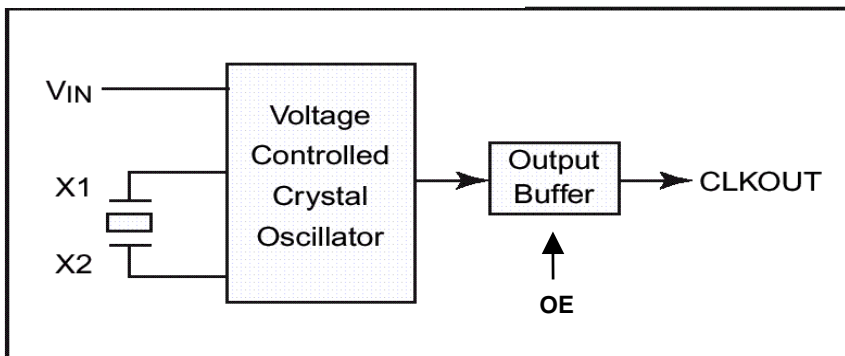 VIN
X1
X2
Voltage
Controlled
Crystal
Oscillator
Output
Buffer
CLKOUT
OE